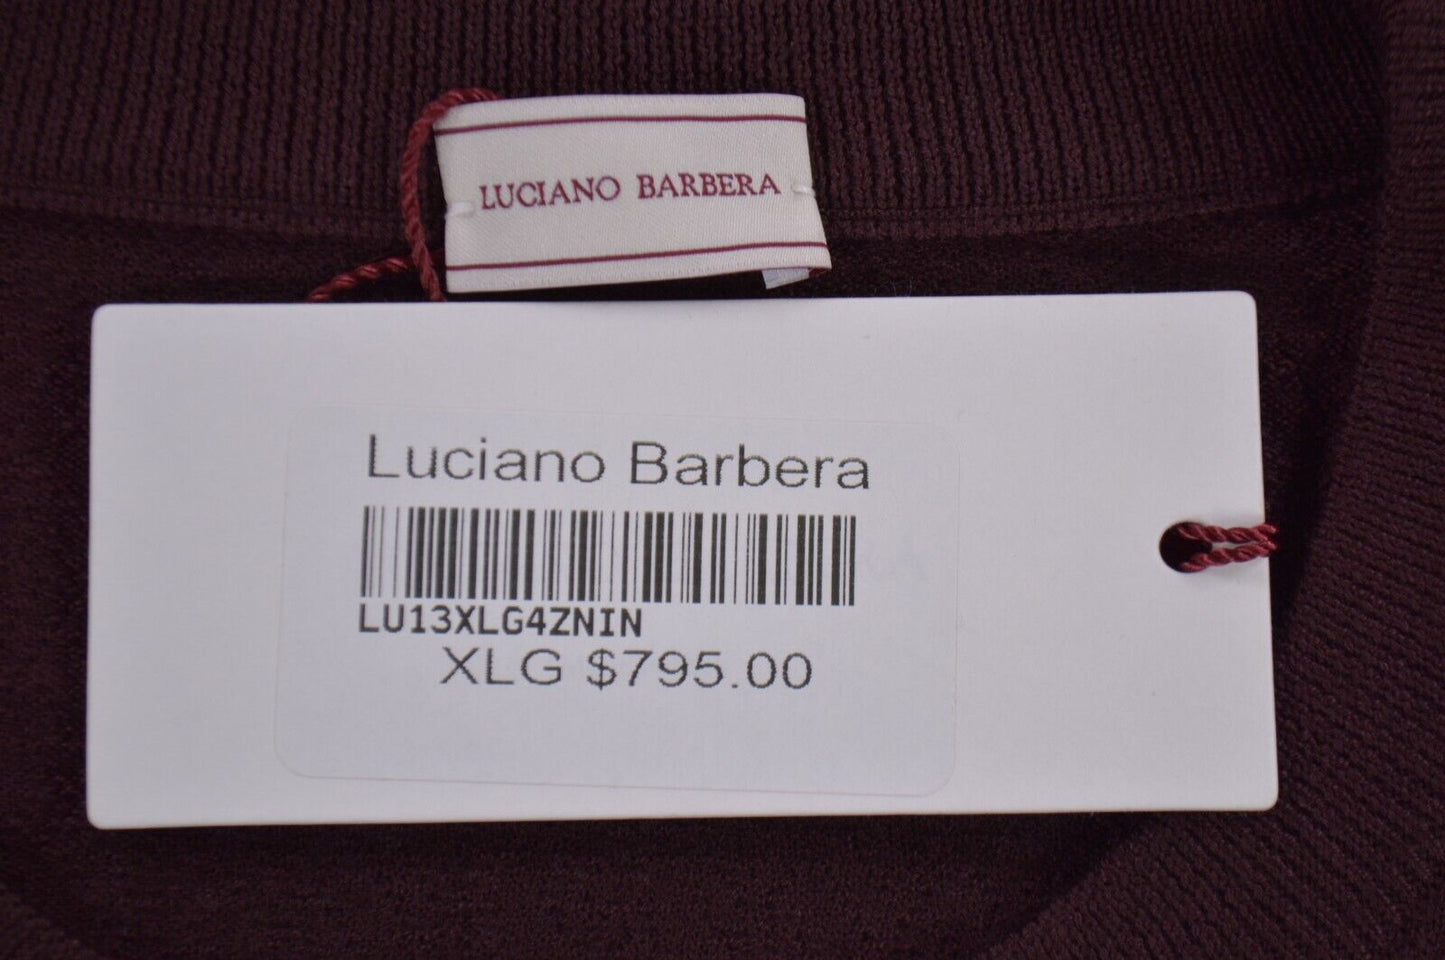 LUCIANO BARBERA
Luciano Barbera
LU13XLG4ZNIN
XLG $795.00